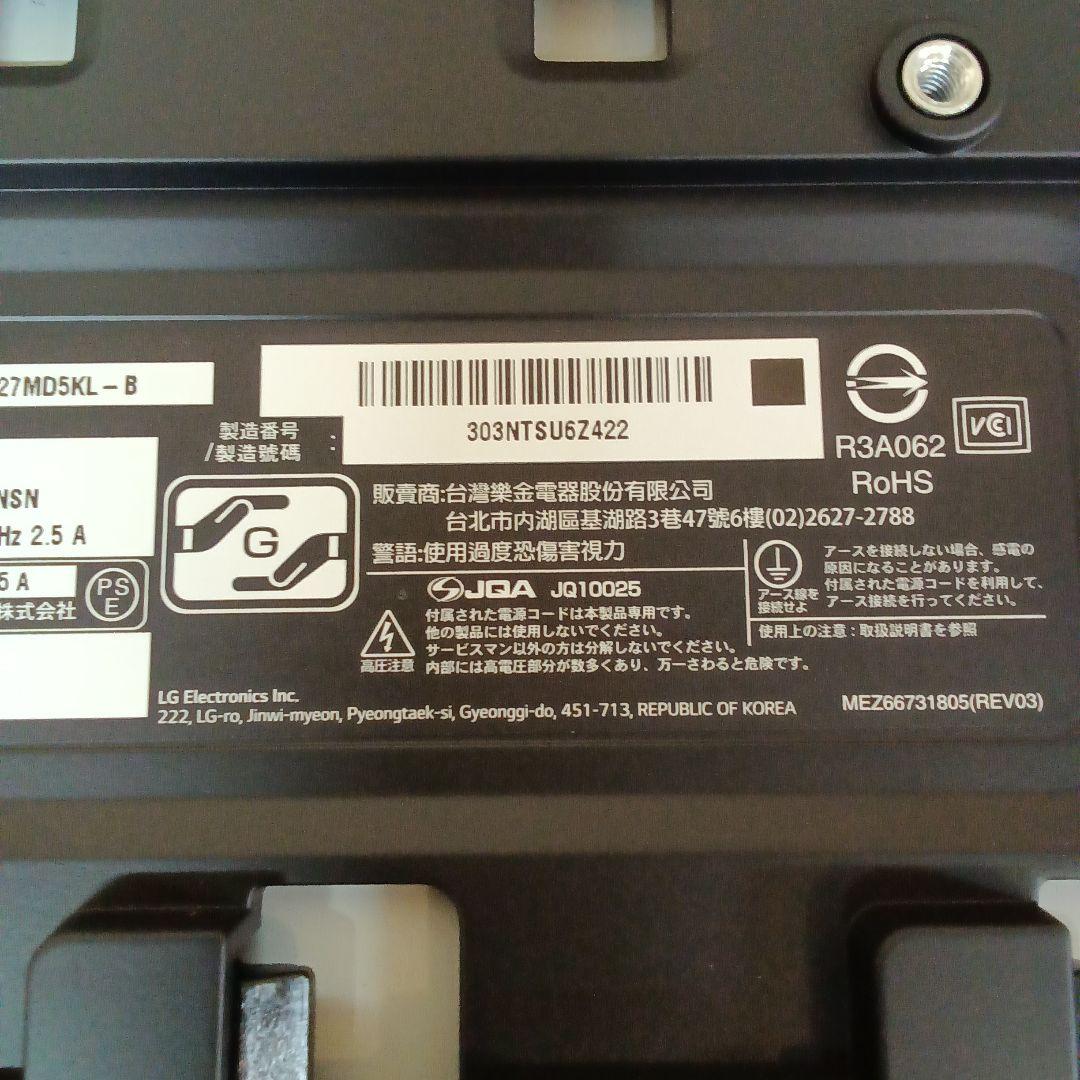 27MD5KL-B
303NTSU6Z422
製造番号
/製造號碼 :
R3A062
RoHS
VCI
NSN
Hz 2.5 A
5 A
株式会社
PS
E
G
販賣商:台灣樂金電器股份有限公司
台北市内湖區基湖路3巷47號6樓(02)2627-2788
警語:使用過度恐傷害視力
JQA JQ10025
付属された電源コードは本製品専用です。
他の製品には使用しないでください。
サービスマン以外の方は分解しないでください。
内部には高電圧部分が数多くあり、万一さわると危険です。
高圧注意
アース線を
接続せよ
アースを接続しない場合、感電の
原因になることがあります。
付属された電源コードを利用して、
アース接続を行ってください。
使用上の注意:取扱説明書を参照
LG Electronics Inc.
222, LG-ro, Jinwi-myeon, Pyeongtaek-si, Gyeonggi-do, 451-713, REPUBLIC OF KOREA
MEZ66731805(REV03)